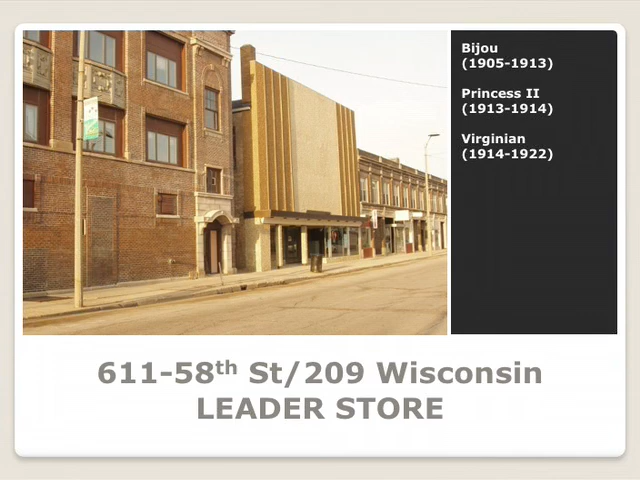 Bijou
(1905-1913)
Princess II
(1913-1914)
Virginian
(1914-1922)
611-58th St/209 Wisconsin
LEADER STORE